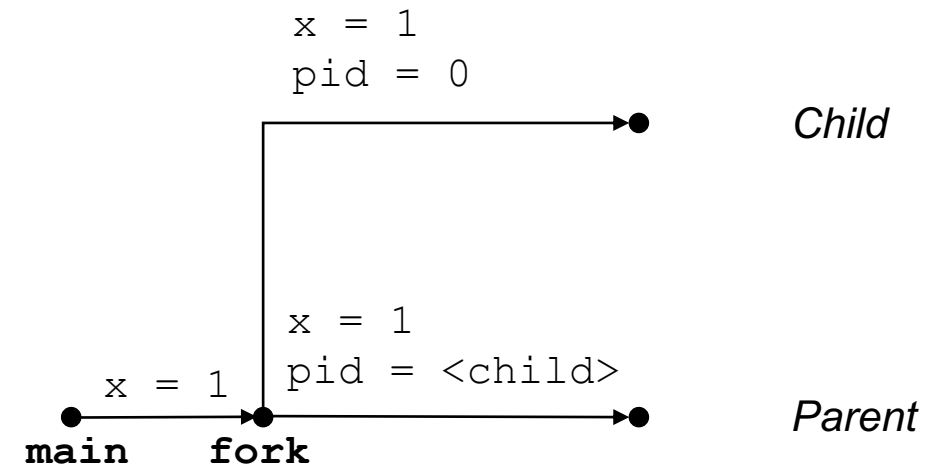 x = 1
pid = 0
Child
x = 1
pid = <child>
x = 1
Parent
main
fork